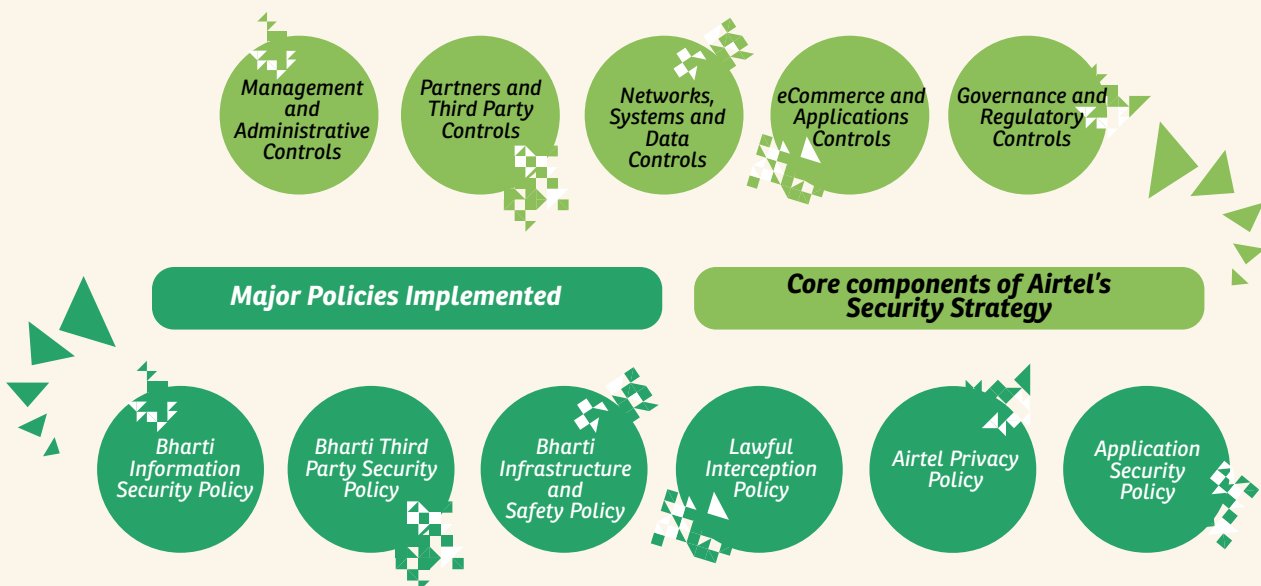 Management
and
Administrative
Controls
Partners and
Third Party
Controls
Networks,
Systems and
Data
Controls
eCommerce and
Applications
Controls
Governance and
Regulatory
Controls
Major Policies Implemented
Core components of Airtel's
Security Strategy
Bharti
Information
Security Policy
Bharti Third
Party Security
Policy
Bharti
Infrastructure
and
Safety Policy
Lawful
Interception
Policy
Airtel Privacy
Policy
Application
Security
Policy